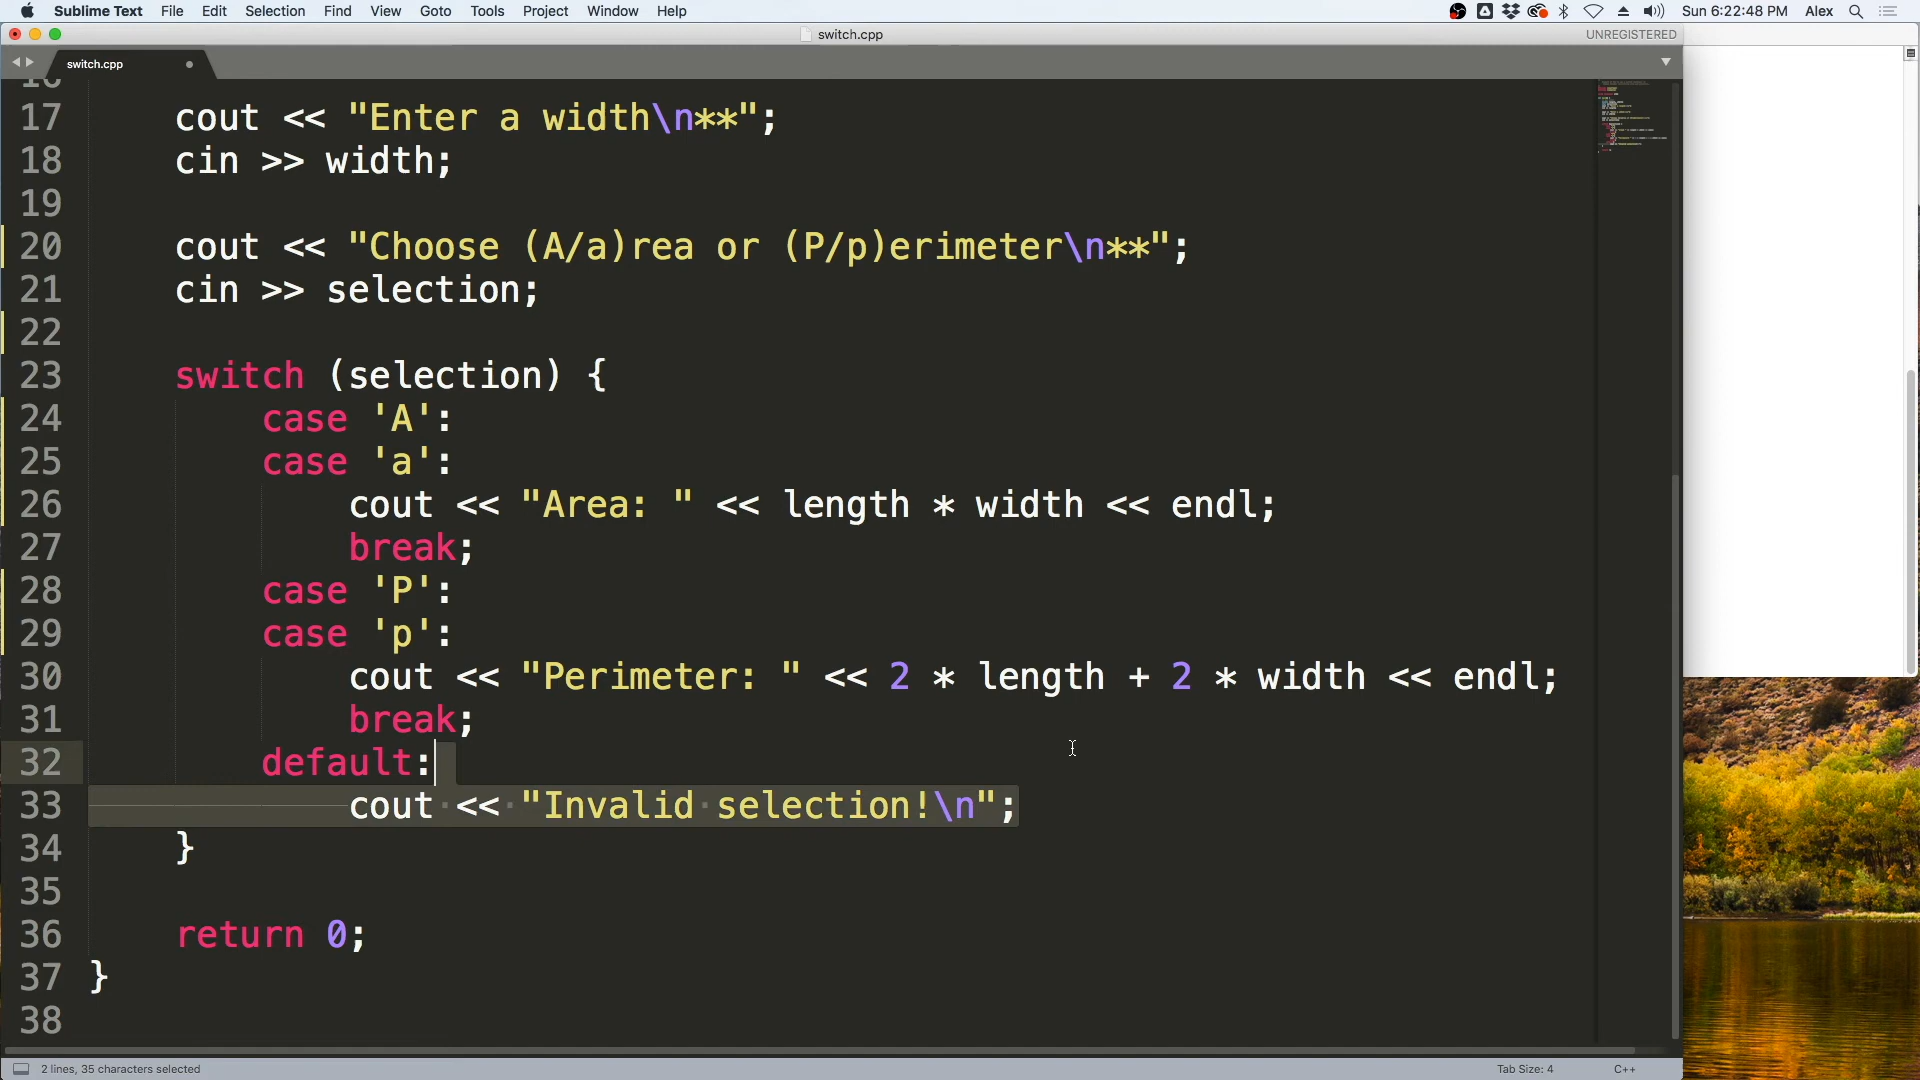 Sublime Text File Edit Selection Find View Goto Tools Project Window Help Sun 6:22:48 PM Alex
switch.cpp UNREGISTERED
switch.cpp
16
17 cout << "Enter a width\n**";
18 cin >> width;
19
20 cout << "Choose (A/a)rea or (P/p)erimeter\n**";
21 cin >> selection;
22
23 switch (selection) {
24 case 'A':
25 case 'a':
26 cout << "Area: " << length * width << endl;
27 break;
28 case 'P':
29 case 'p':
30 cout << "Perimeter: " << 2 * length + 2 * width << endl;
31 break;
32 default:
33 cout << "Invalid selection!\n";
34 }
35
36 return 0;
37 }
38
2 lines, 35 characters selected Tab Size: 4 C++